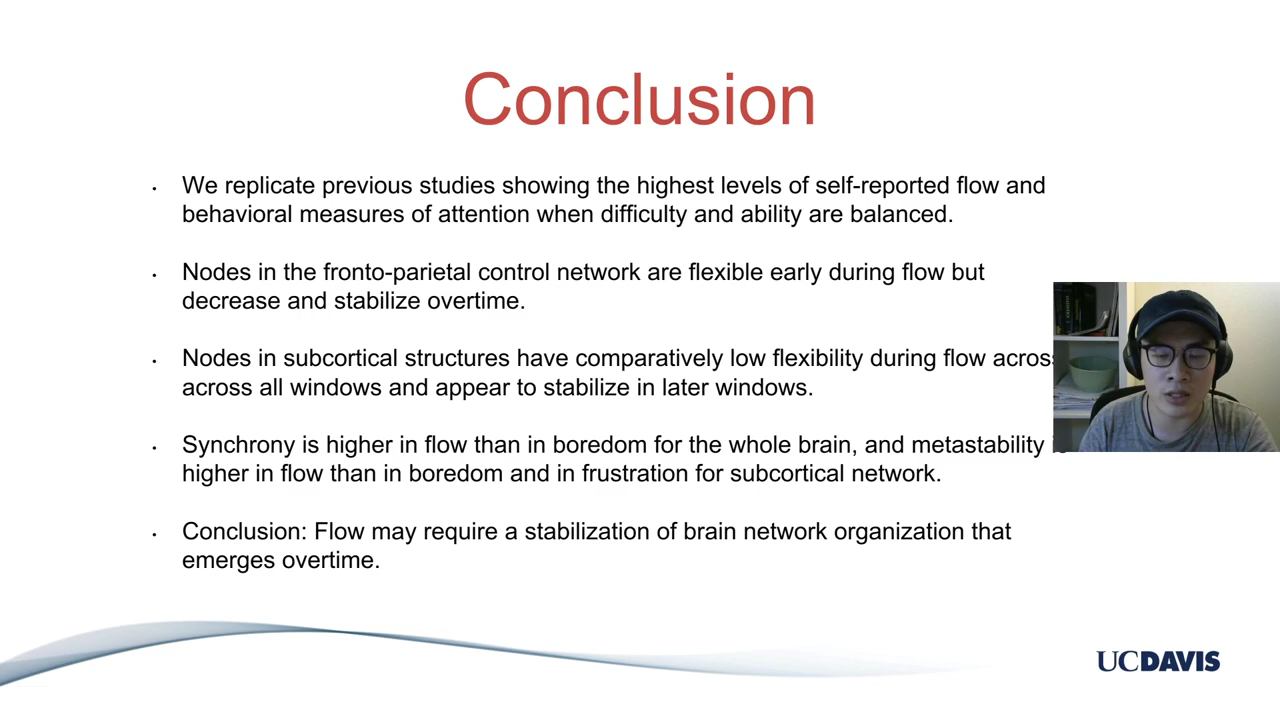 Conclusion
• We replicate previous studies showing the highest levels of self-reported flow and
behavioral measures of attention when difficulty and ability are balanced.
• Nodes in the fronto-parietal control network are flexible early during flow but
decrease and stabilize overtime.
• Nodes in subcortical structures have comparatively low flexibility during flow across
across all windows and appear to stabilize in later windows.
• Synchrony is higher in flow than in boredom for the whole brain, and metastability
higher in flow than in boredom and in frustration for subcortical network.
• Conclusion: Flow may require a stabilization of brain network organization that
emerges overtime.
UCDAVIS